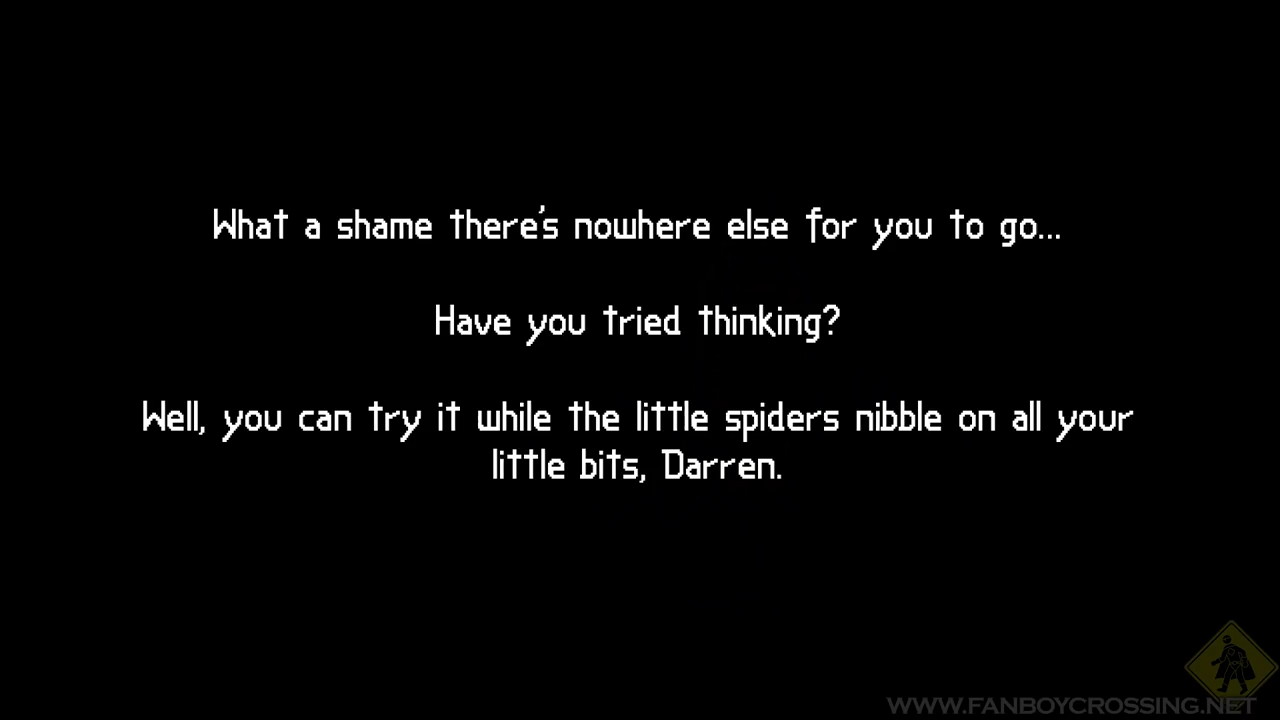 What a shame there's nowhere else for you to go...
Have you tried thinking?
Well, you can try it while the little spiders nibble on all your
little bits, Darren.
WWW.FANBOYCROSSING.NET